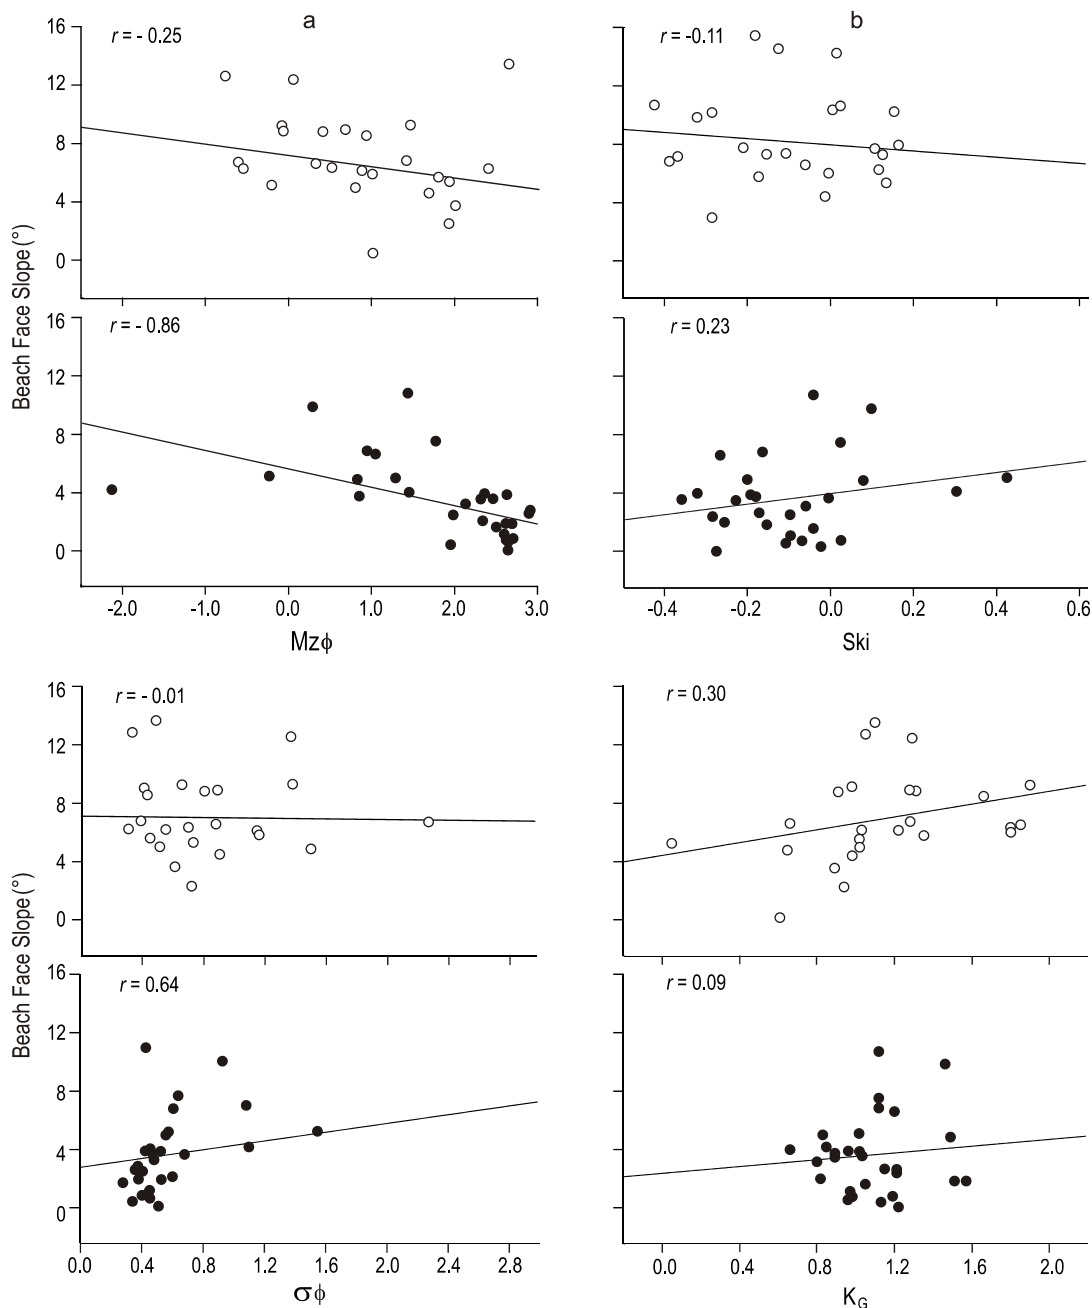 a
b
r = - 0.25
r = -0.11
16
12
8
4
0
r = - 0.86
r = 0.23
16
12
8
4
0
Beach Face Slope (°)
-2.0 -1.0 0.0 1.0 2.0 3.0
-0.4 -0.2 0.0 0.2 0.4 0.6
Mzϕ
Ski
r = - 0.01
r = 0.30
16
12
8
4
0
r = 0.64
r = 0.09
16
12
8
4
0
Beach Face Slope (°)
0.0 0.4 0.8 1.2 1.6 2.0 2.4 2.8
0.0 0.4 0.8 1.2 1.6 2.0
σϕ
K_G